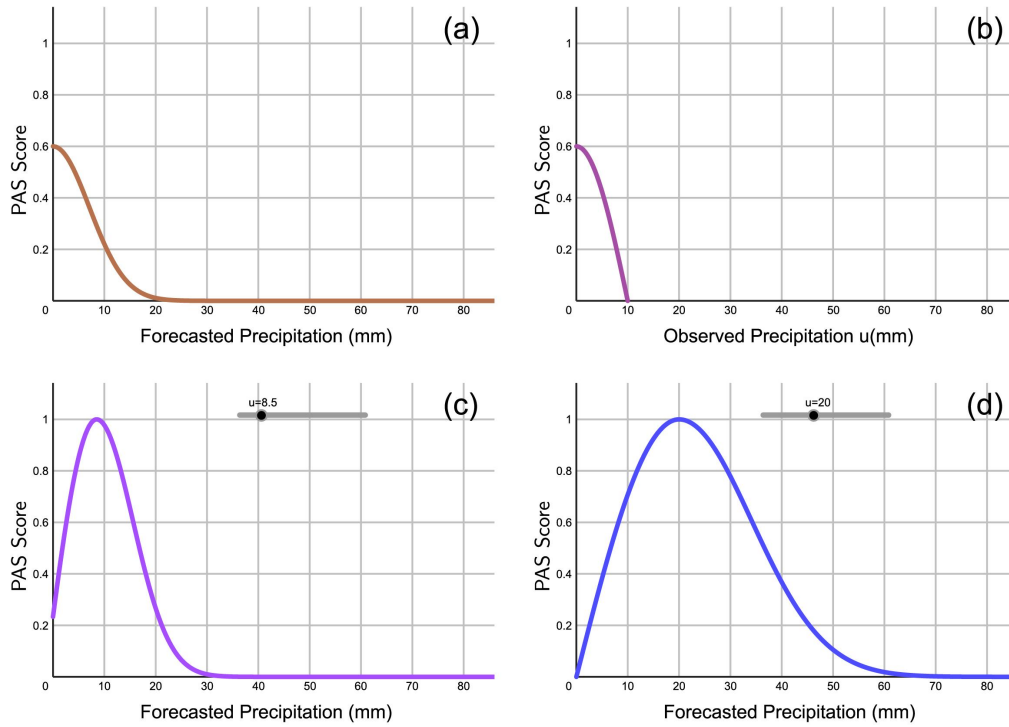 (a)
1
0.8
0.6
0.4
0.2
PAS Score
0 10 20 30 40 50 60 70 80
Forecasted Precipitation (mm)
(b)
1
0.8
0.6
0.4
0.2
PAS Score
0 10 20 30 40 50 60 70 80
Observed Precipitation u(mm)
(c)
u=8.5
1
0.8
0.6
0.4
0.2
PAS Score
0 10 20 30 40 50 60 70 80
Forecasted Precipitation (mm)
(d)
u=20
1
0.8
0.6
0.4
0.2
PAS Score
0 10 20 30 40 50 60 70 80
Forecasted Precipitation (mm)